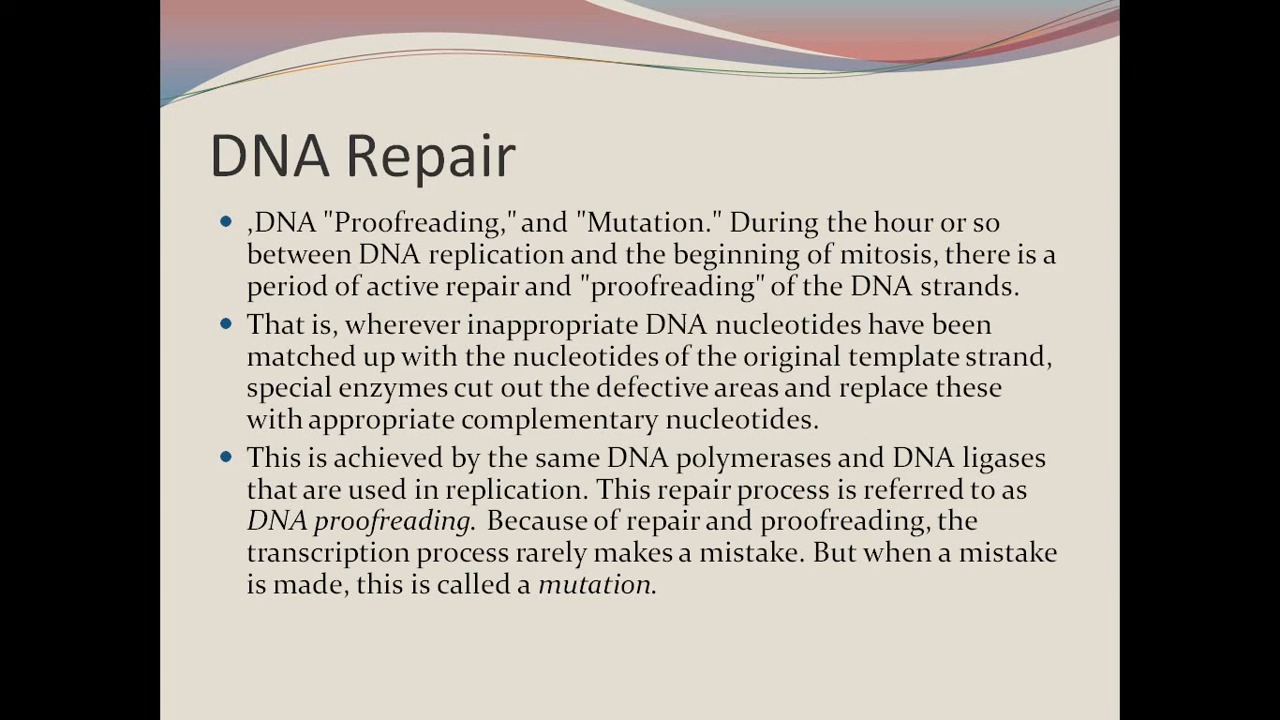 DNA Repair
,DNA "Proofreading," and "Mutation." During the hour or so
between DNA replication and the beginning of mitosis, there is a
period of active repair and "proofreading" of the DNA strands.
That is, wherever inappropriate DNA nucleotides have been
matched up with the nucleotides of the original template strand,
special enzymes cut out the defective areas and replace these
with appropriate complementary nucleotides.
This is achieved by the same DNA polymerases and DNA ligases
that are used in replication. This repair process is referred to as
DNA proofreading. Because of repair and proofreading, the
transcription process rarely makes a mistake. But when a mistake
is made, this is called a mutation.